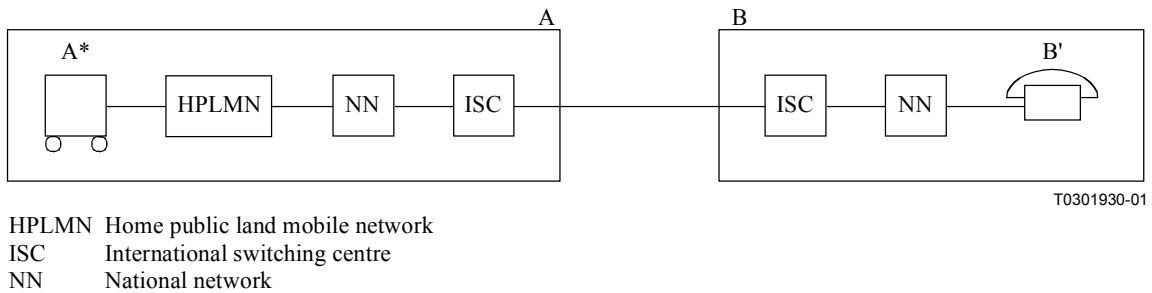 A B
A* B'
HPLMN NN ISC ISC NN
T0301930-01
HPLMN Home public land mobile network
ISC International switching centre
NN National network